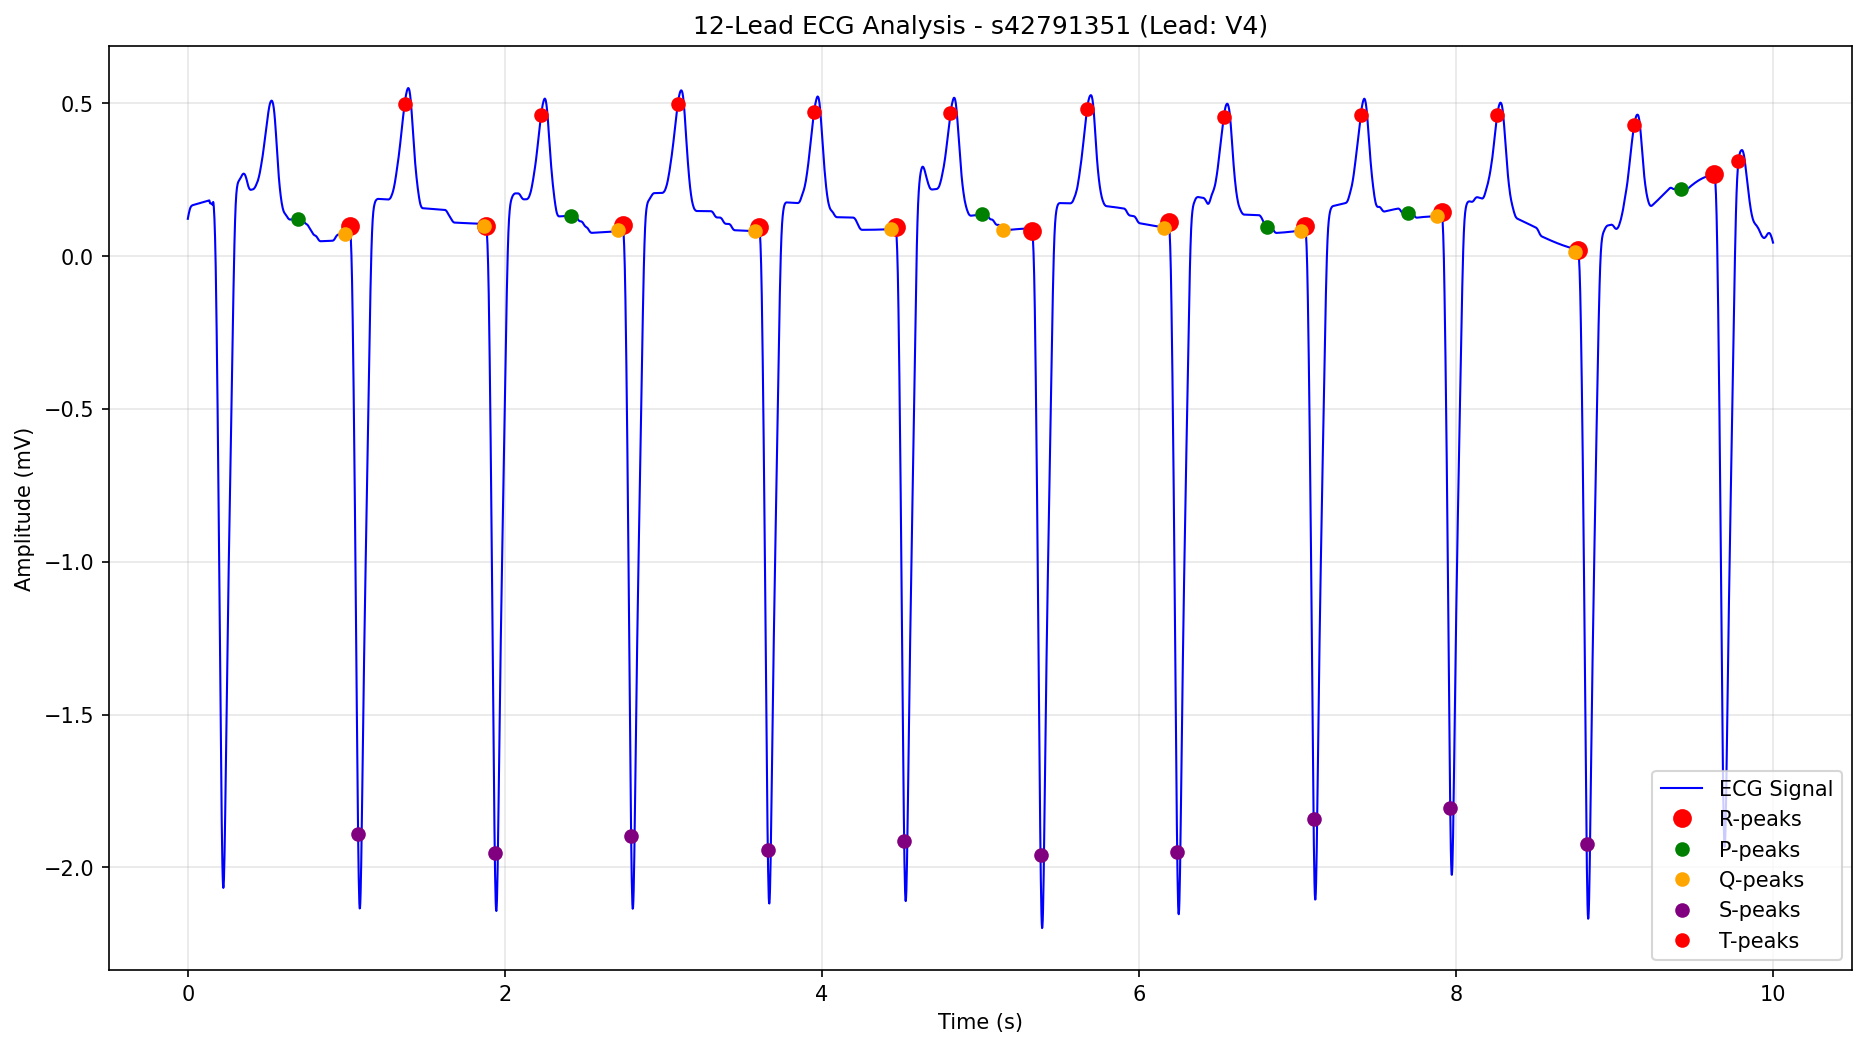 12-Lead ECG Analysis - s42791351 (Lead: V4)
Amplitude (mV)
0.5
0.0
−0.5
−1.0
−1.5
−2.0
ECG Signal
R-peaks
P-peaks
Q-peaks
S-peaks
T-peaks
0 2 4 6 8 10
Time (s)